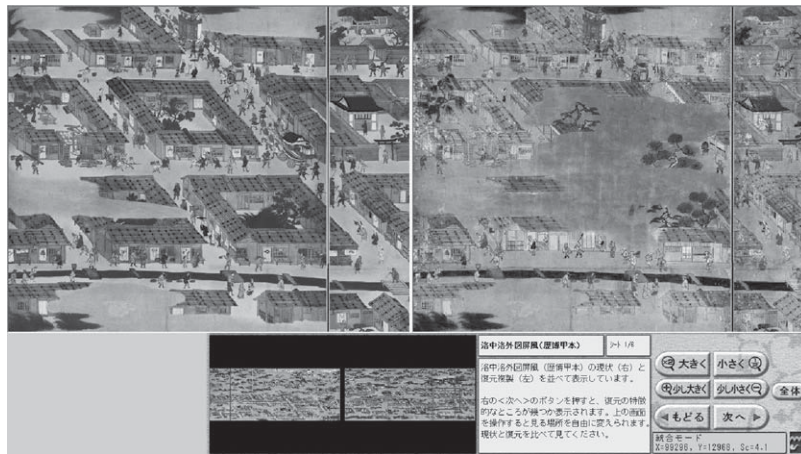 洛中洛外図屏風(歴博甲本)
シート 1/8
洛中洛外図屏風(歴博甲本)の現状(右)と
復元複製(左)を並べて表示しています。
右の<次へ>のボタンを押すと、復元の特徴
的なところが幾つか表示されます。上の画面
を操作すると見る場所を自由に変えられます。
現状と復元を比べて見てください。
大きく 小さく
少し大きく 少し小さく 全体
もどる 次へ
統合モード
X=99296, Y=12966, Sc=4.1